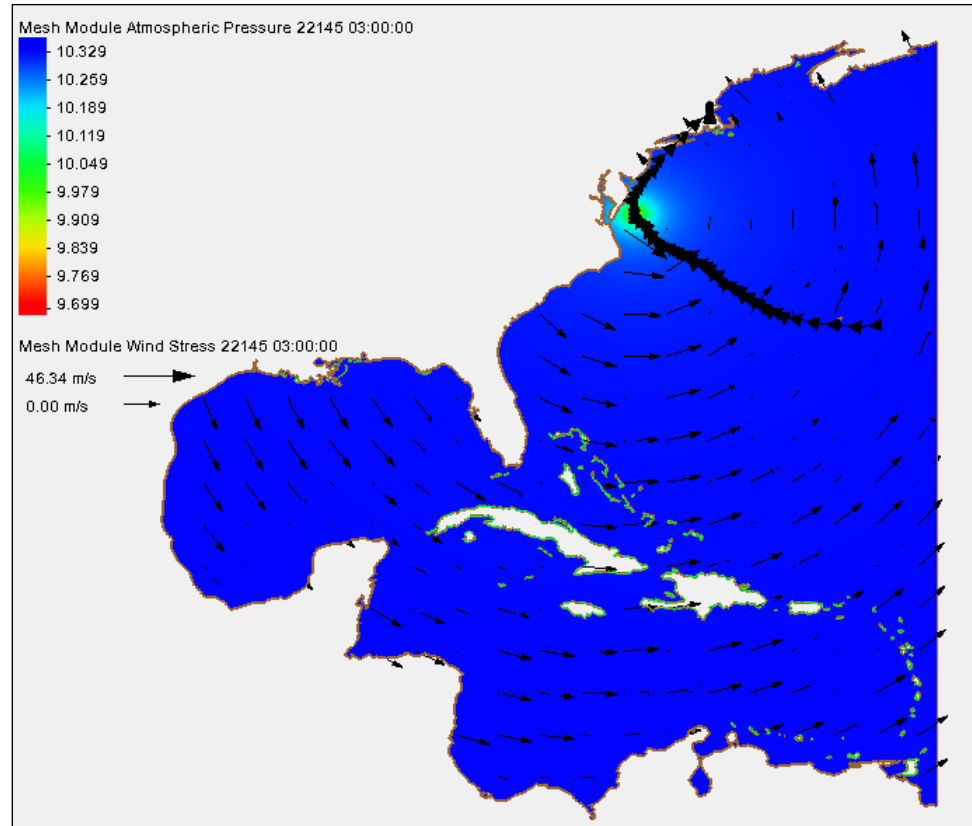 Mesh Module Atmospheric Pressure 22145 03:00:00
10.329
10.259
10.189
10.119
10.049
9.979
9.909
9.839
9.769
9.699
Mesh Module Wind Stress 22145 03:00:00
46.34 m/s
0.00 m/s